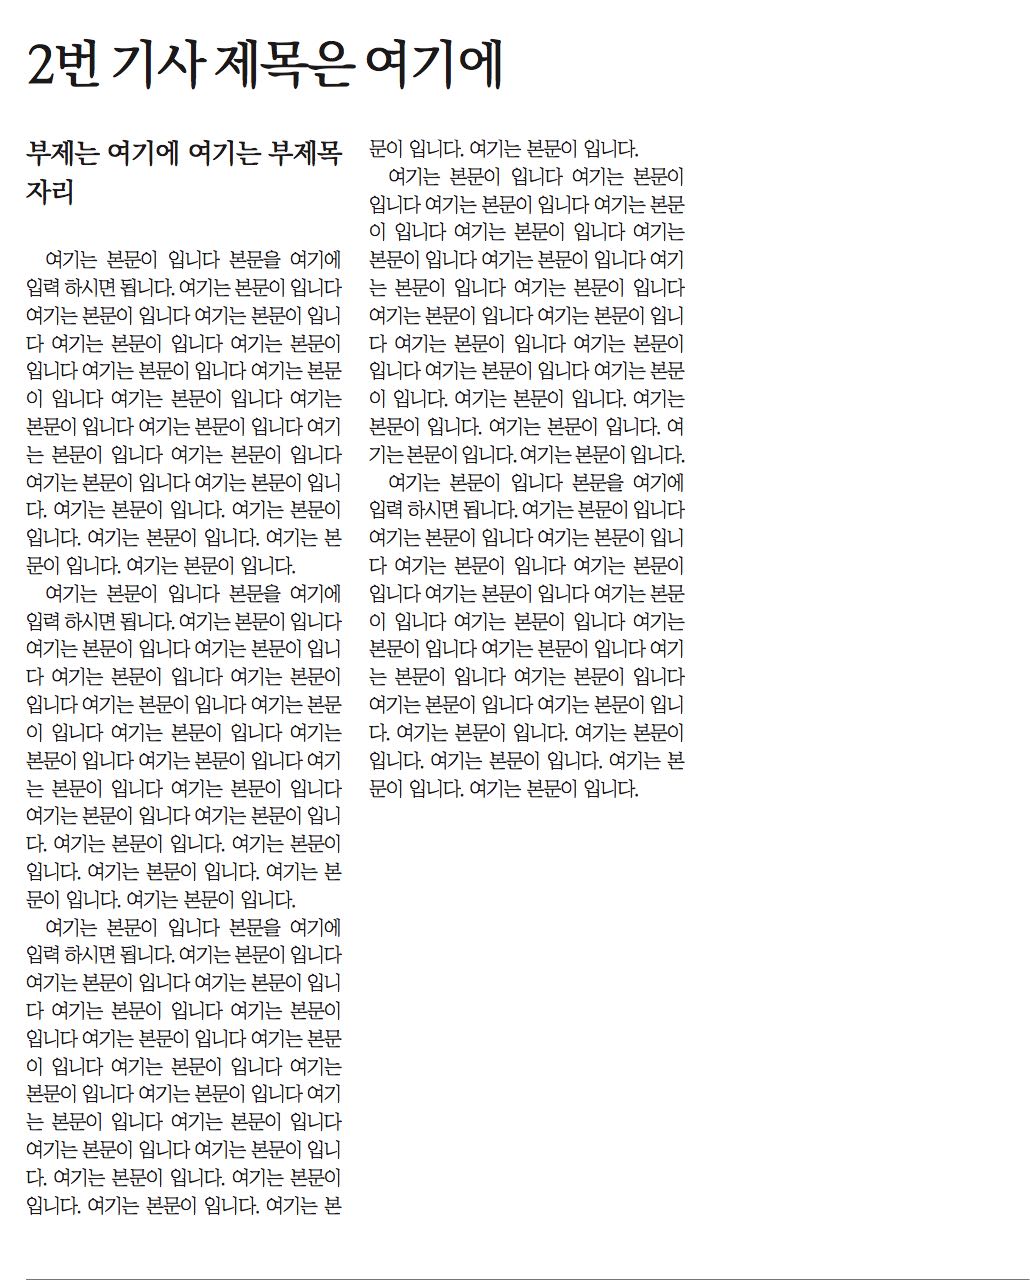 2번 기사 제목은 여기에
부제는 여기에 여기는 부제목
자리
여기는 본문이 입니다 본문을 여기에
입력 하시면 됩니다. 여기는 본문이 입니다
여기는 본문이 입니다 여기는 본문이 입니
다 여기는 본문이 입니다 여기는 본문이
입니다 여기는 본문이 입니다 여기는 본문
이 입니다 여기는 본문이 입니다 여기는
본문이 입니다 여기는 본문이 입니다 여기
는 본문이 입니다 여기는 본문이 입니다
여기는 본문이 입니다 여기는 본문이 입니
다. 여기는 본문이 입니다. 여기는 본문이
입니다. 여기는 본문이 입니다. 여기는 본
문이 입니다. 여기는 본문이 입니다.
여기는 본문이 입니다 본문을 여기에
입력 하시면 됩니다. 여기는 본문이 입니다
여기는 본문이 입니다 여기는 본문이 입니
다 여기는 본문이 입니다 여기는 본문이
입니다 여기는 본문이 입니다 여기는 본문
이 입니다 여기는 본문이 입니다 여기는
본문이 입니다 여기는 본문이 입니다 여기
는 본문이 입니다 여기는 본문이 입니다
여기는 본문이 입니다 여기는 본문이 입니
다. 여기는 본문이 입니다. 여기는 본문이
입니다. 여기는 본문이 입니다. 여기는 본
문이 입니다. 여기는 본문이 입니다.
여기는 본문이 입니다 본문을 여기에
입력 하시면 됩니다. 여기는 본문이 입니다
여기는 본문이 입니다 여기는 본문이 입니
다 여기는 본문이 입니다 여기는 본문이
입니다 여기는 본문이 입니다 여기는 본문
이 입니다 여기는 본문이 입니다 여기는
본문이 입니다 여기는 본문이 입니다 여기
는 본문이 입니다 여기는 본문이 입니다
여기는 본문이 입니다 여기는 본문이 입니
다. 여기는 본문이 입니다. 여기는 본문이
입니다. 여기는 본문이 입니다. 여기는 본
문이 입니다. 여기는 본문이 입니다.
여기는 본문이 입니다 여기는 본문이
입니다 여기는 본문이 입니다 여기는 본문
이 입니다 여기는 본문이 입니다 여기는
본문이 입니다 여기는 본문이 입니다 여기
는 본문이 입니다 여기는 본문이 입니다
여기는 본문이 입니다 여기는 본문이 입니
다 여기는 본문이 입니다 여기는 본문이
입니다 여기는 본문이 입니다 여기는 본문
이 입니다. 여기는 본문이 입니다. 여기는
본문이 입니다. 여기는 본문이 입니다. 여
기는 본문이 입니다. 여기는 본문이 입니다.
여기는 본문이 입니다 본문을 여기에
입력 하시면 됩니다. 여기는 본문이 입니다
여기는 본문이 입니다 여기는 본문이 입니
다 여기는 본문이 입니다 여기는 본문이
입니다 여기는 본문이 입니다 여기는 본문
이 입니다 여기는 본문이 입니다 여기는
본문이 입니다 여기는 본문이 입니다 여기
는 본문이 입니다 여기는 본문이 입니다
여기는 본문이 입니다 여기는 본문이 입니
다. 여기는 본문이 입니다. 여기는 본문이
입니다. 여기는 본문이 입니다. 여기는 본
문이 입니다. 여기는 본문이 입니다.